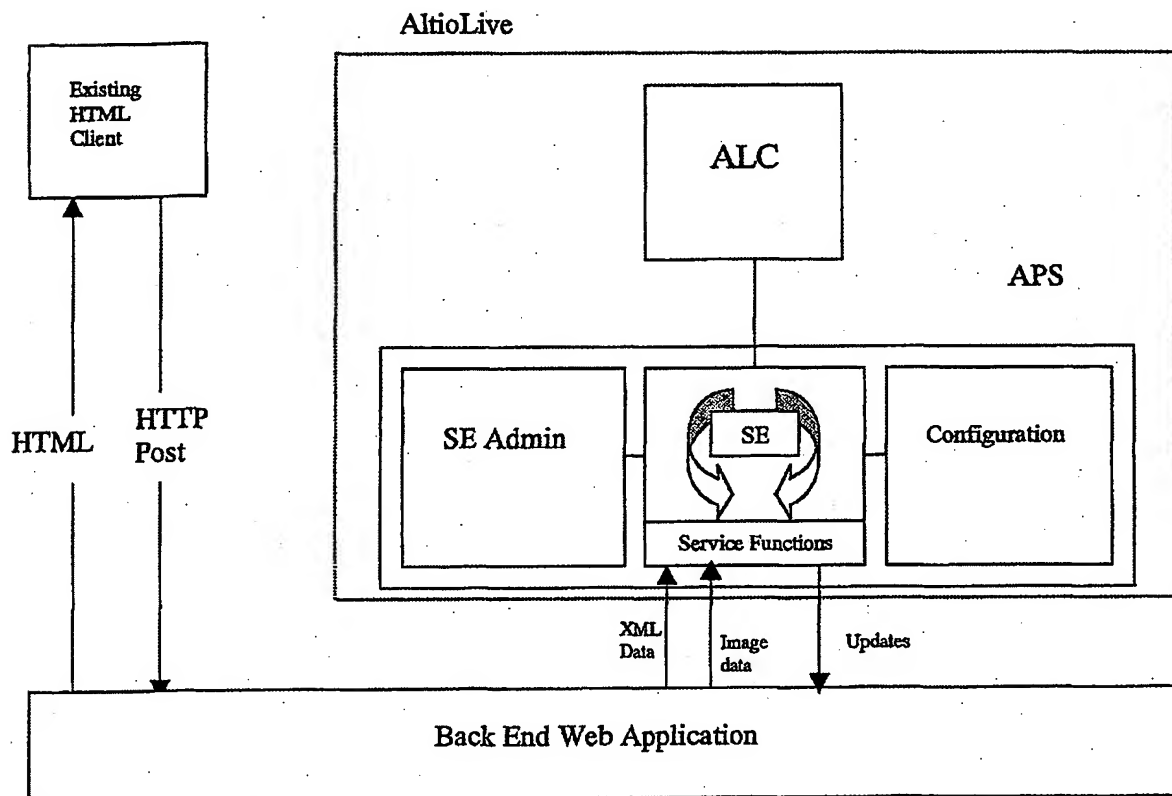 AltioLive
Existing
HTML
Client
ALC
APS
HTML
HTTP
Post
SE Admin
SE
Configuration
Service Functions
XML
Data
Image
data
Updates
Back End Web Application